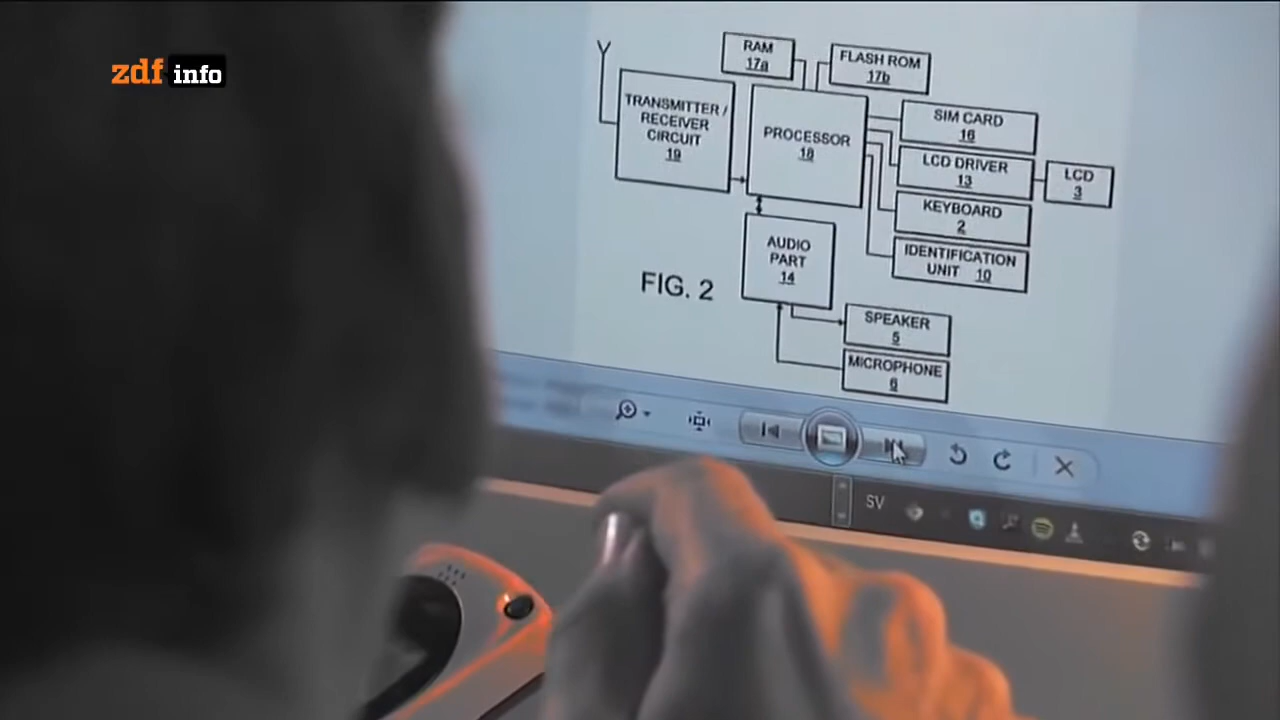 zdf info
RAM
17a
FLASH ROM
17b
TRANSMITTER /
RECEIVER
CIRCUIT
19
PROCESSOR
18
SIM CARD
16
LCD DRIVER
13
LCD
3
KEYBOARD
2
IDENTIFICATION
UNIT 10
AUDIO
PART
14
FIG. 2
SPEAKER
5
MICROPHONE
6
SV